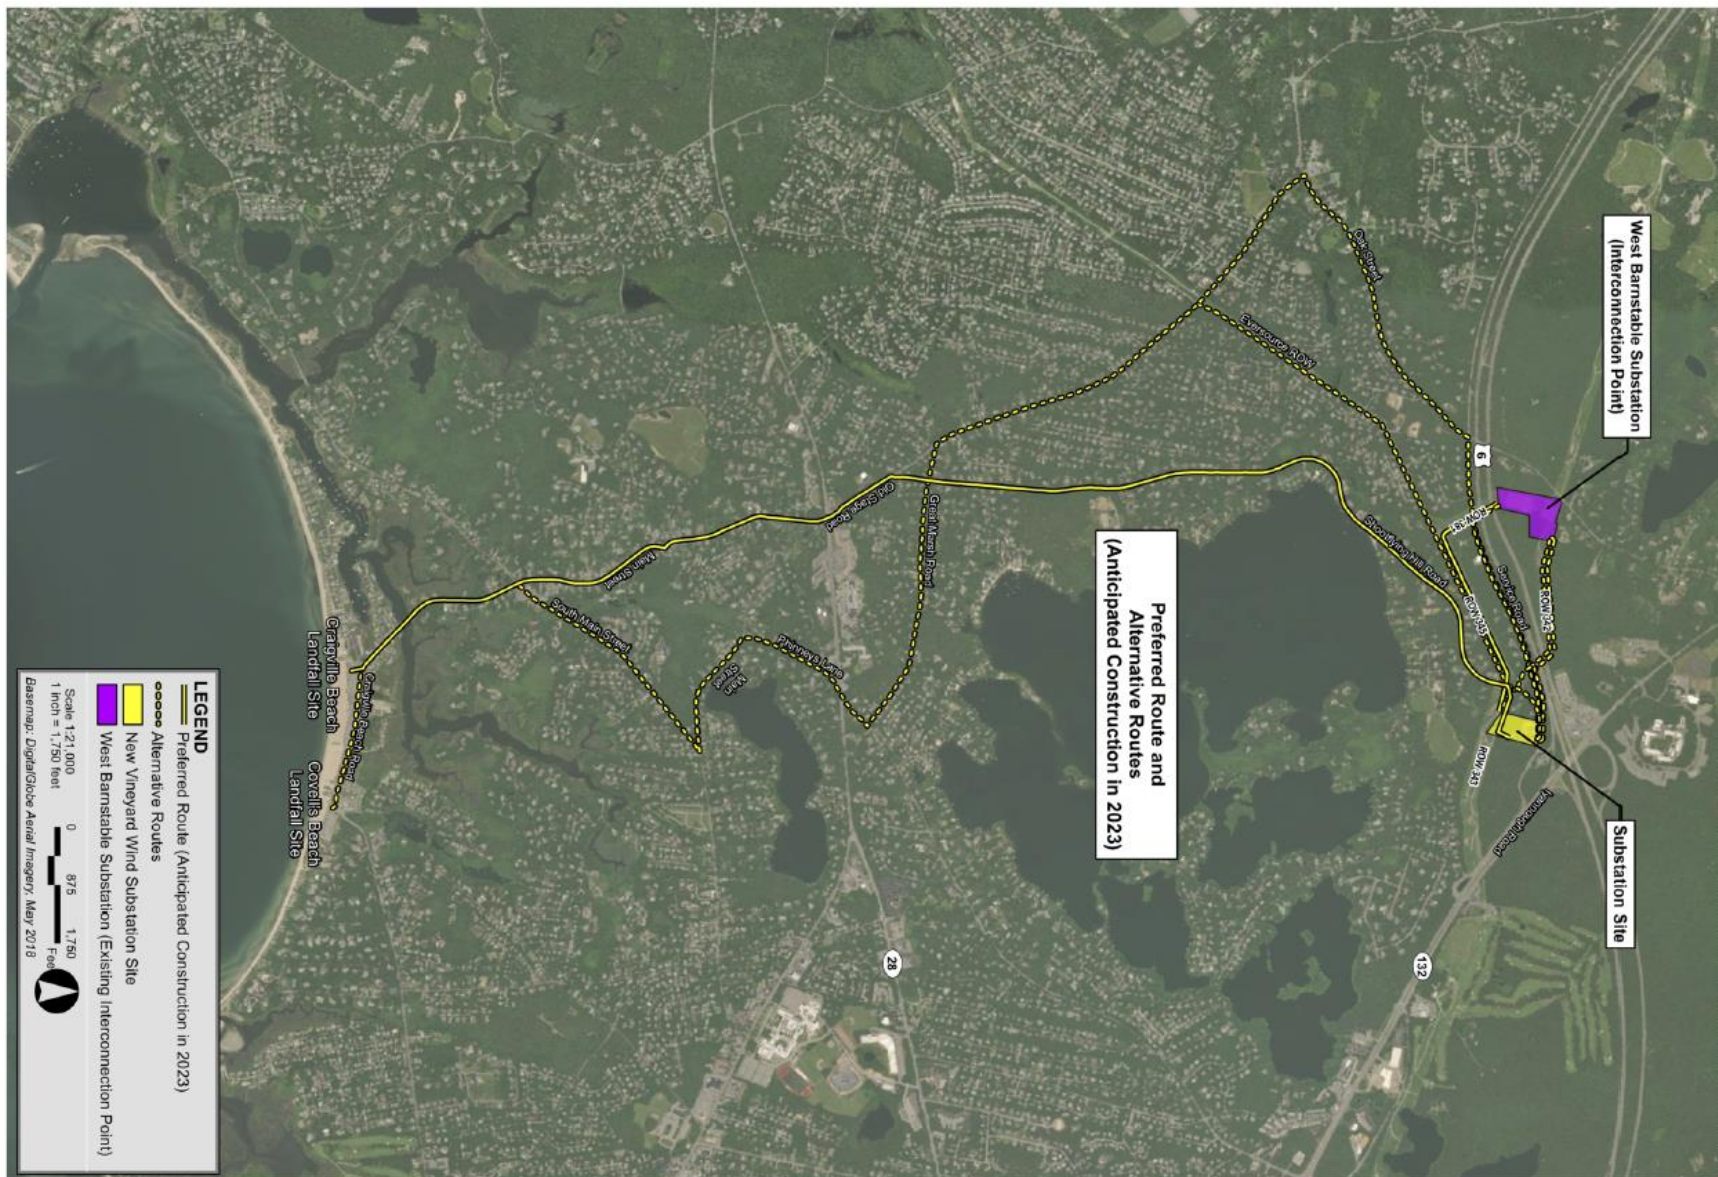 West Barnstable Substation
(Interconnection Point)
Substation Site
Preferred Route and
Alternative Routes
(Anticipated Construction in 2023)
Oak Street
Eversource ROW
6
ROW 381
ROW 342
Service Road
ROW 345
ROW 343
Shootflying Hill Road
Iyannough Road
132
28
Great Marsh Road
Old Stage Road
Main Street
South Main Street
Phinneys Lane
Main
Street
Craigville Beach Road
Craigville Beach
Landfall Site
Covell's Beach
Landfall Site
LEGEND
Preferred Route (Anticipated Construction in 2023)
Alternative Routes
New Vineyard Wind Substation Site
West Barnstable Substation (Existing Interconnection Point)
Scale 1:21,000
1 inch = 1,750 feet
0 875 1,750
Feet
Basemap: DigitalGlobe Aerial Imagery, May 2018